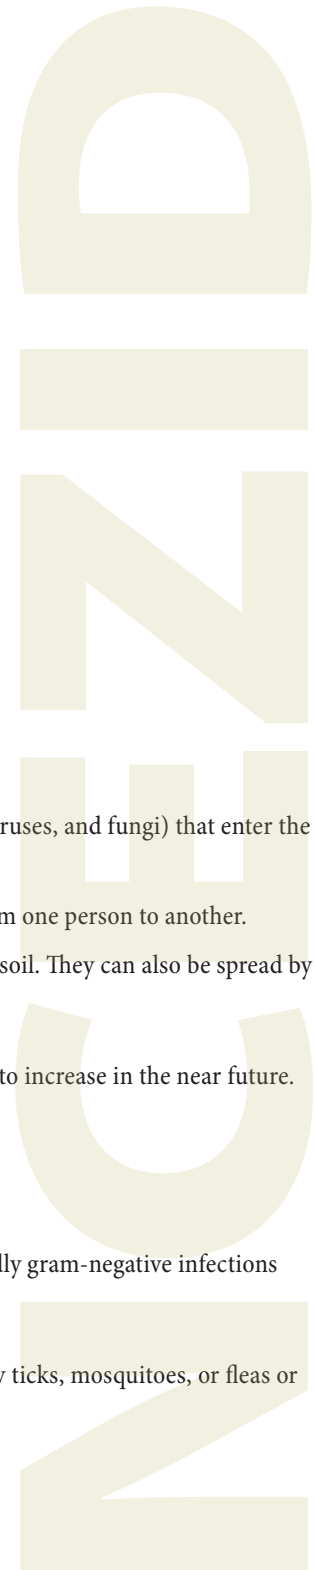 ruses, and fungi) that enter the
m one person to another.
soil. They can also be spread by
to increase in the near future.
lly gram-negative infections
y ticks, mosquitoes, or fleas or
NCEZID